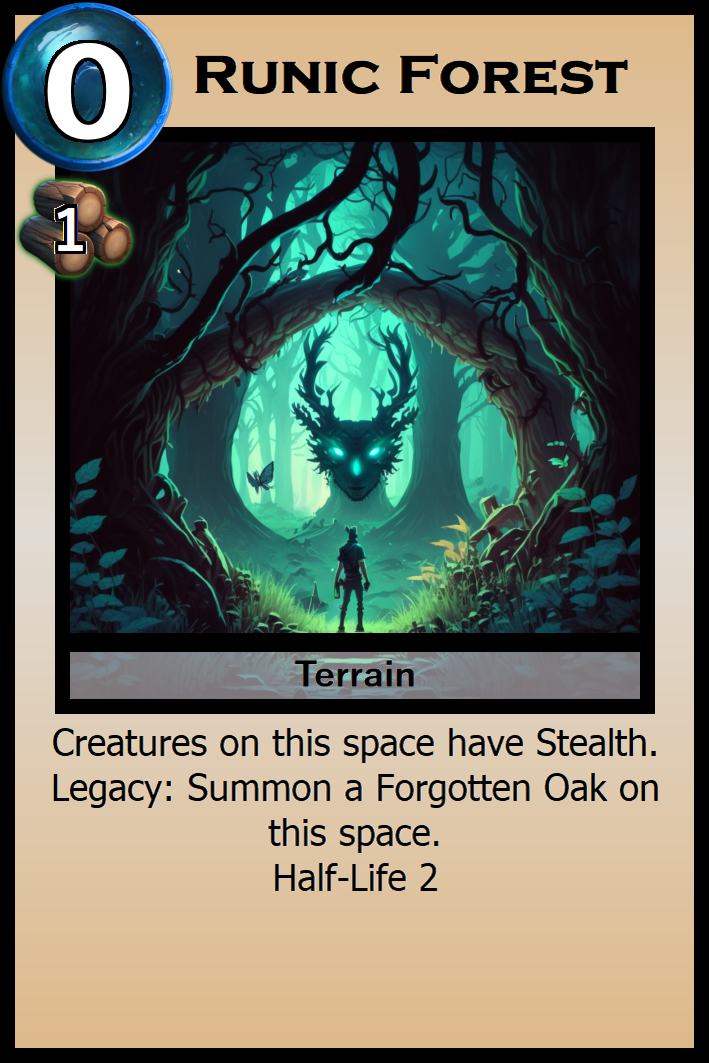 0
Runic Forest
1
Terrain
Creatures on this space have Stealth.
Legacy: Summon a Forgotten Oak on
this space.
Half-Life 2